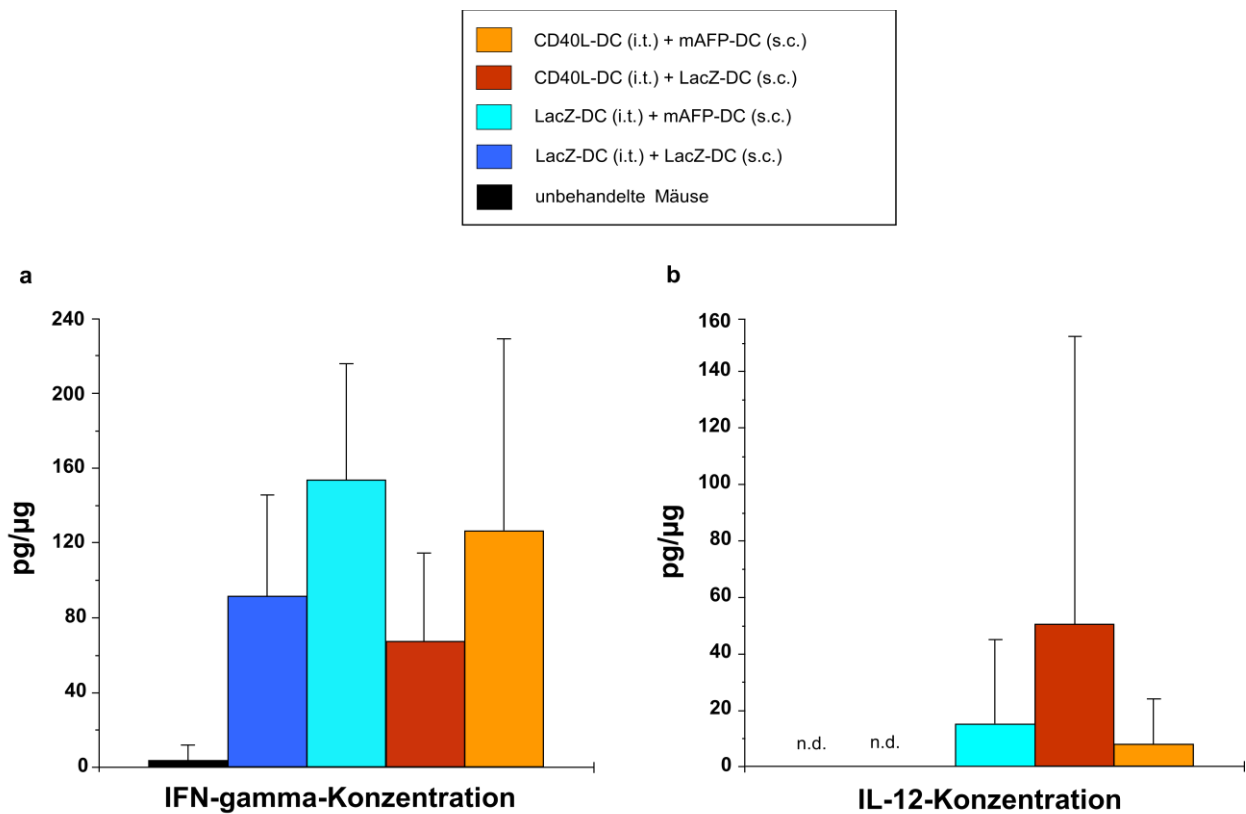 CD40L-DC (i.t.) + mAFP-DC (s.c.)
CD40L-DC (i.t.) + LacZ-DC (s.c.)
LacZ-DC (i.t.) + mAFP-DC (s.c.)
LacZ-DC (i.t.) + LacZ-DC (s.c.)
unbehandelte Mäuse
a
240
200
160
120
80
40
0
pg/µg
IFN-gamma-Konzentration
b
160
140
120
100
80
60
40
20
0
pg/µg
n.d.
n.d.
IL-12-Konzentration